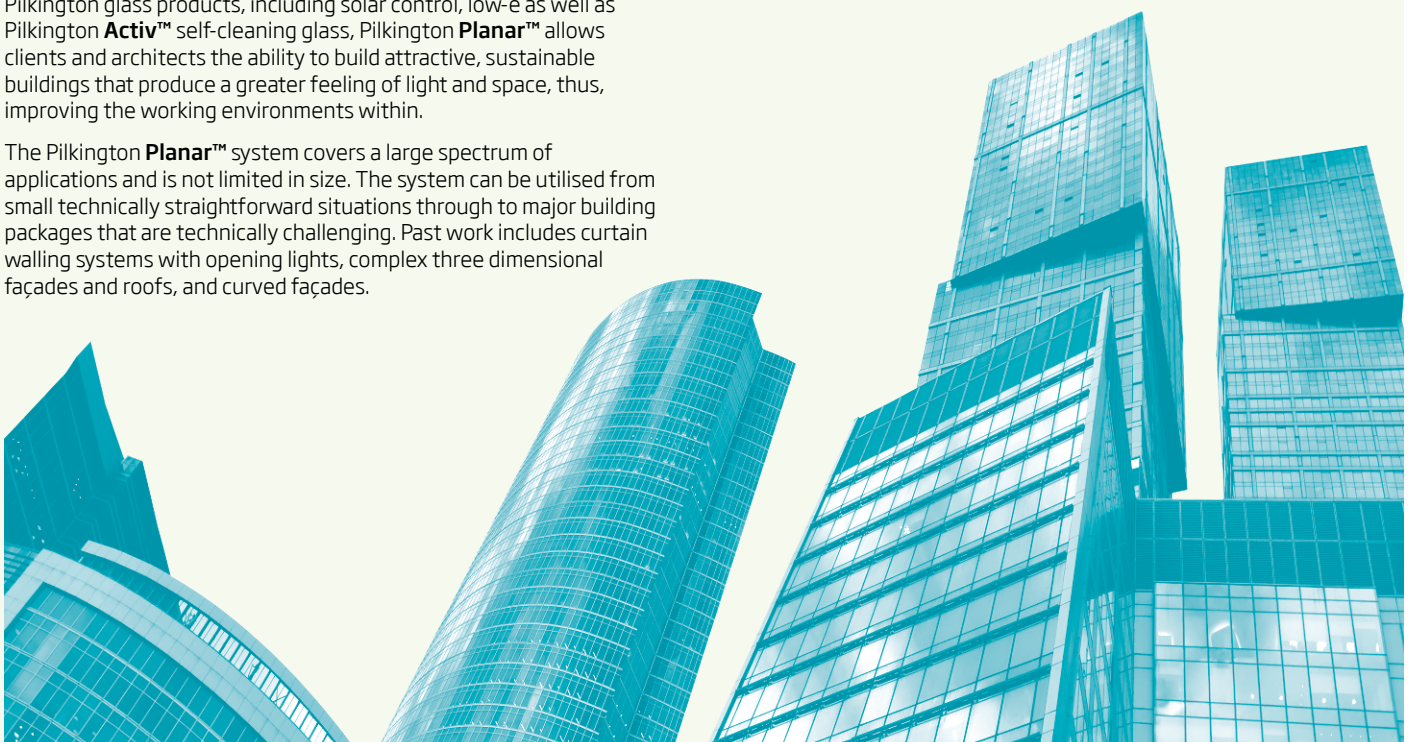 Pilkington glass products, including solar control, low-e as well as
Pilkington Activ™ self-cleaning glass, Pilkington Planar™ allows
clients and architects the ability to build attractive, sustainable
buildings that produce a greater feeling of light and space, thus,
improving the working environments within.
The Pilkington Planar™ system covers a large spectrum of
applications and is not limited in size. The system can be utilised from
small technically straightforward situations through to major building
packages that are technically challenging. Past work includes curtain
walling systems with opening lights, complex three dimensional
façades and roofs, and curved façades.